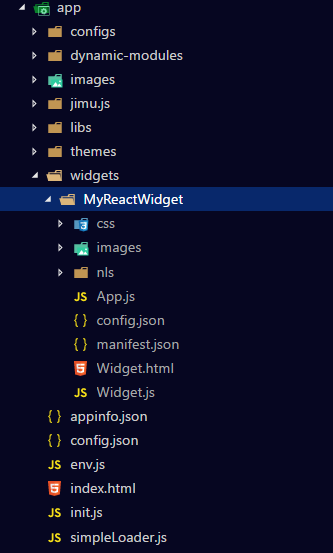 app
configs
dynamic-modules
images
jimu.js
libs
themes
widgets
MyReactWidget
css
images
nls
JS App.js
{ } config.json
{ } manifest.json
Widget.html
JS Widget.js
{ } appinfo.json
{ } config.json
JS env.js
index.html
JS init.js
JS simpleLoader.js